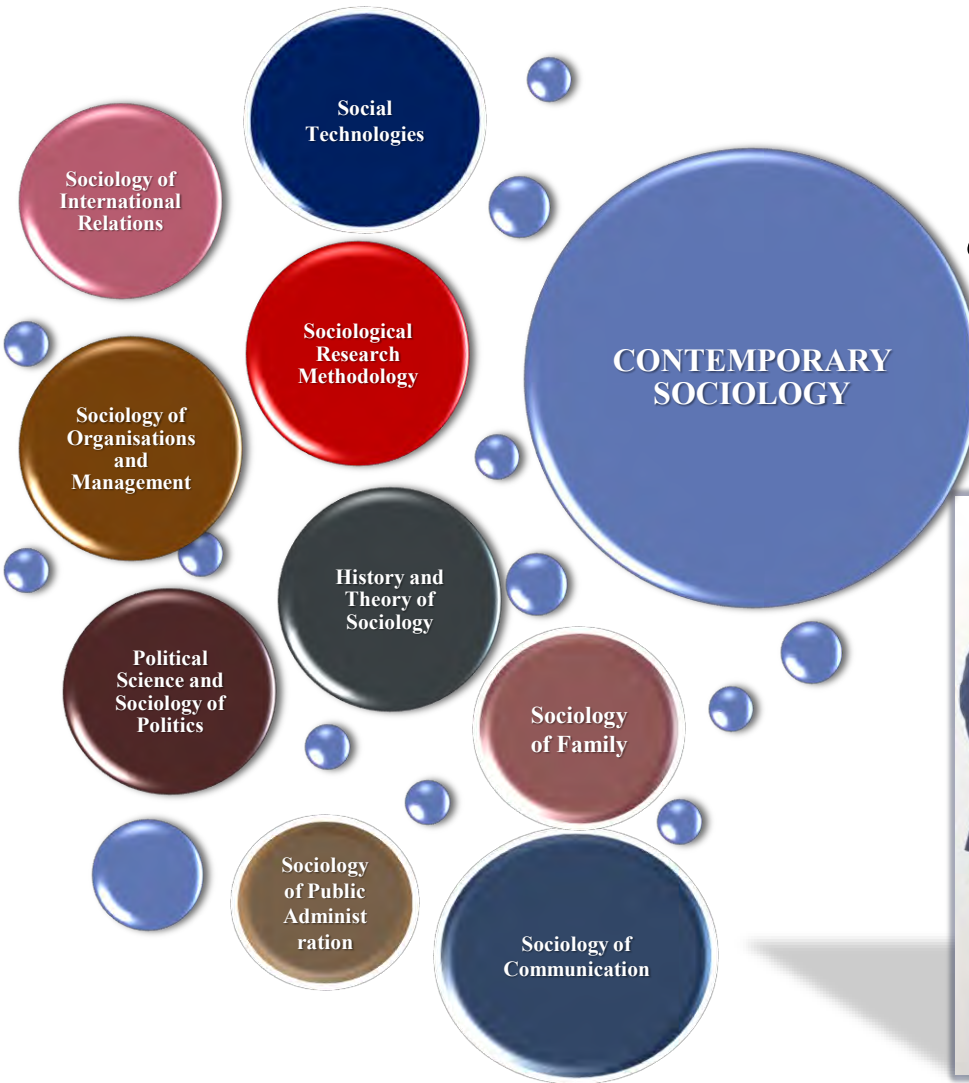 Social
Technologies
Sociology of
International
Relations
CONTEMPORARY
SOCIOLOGY
Sociological
Research
Methodology
Sociology of
Organisations
and
Management
History and
Theory of
Sociology
Political
Science and
Sociology of
Politics
Sociology
of Family
Sociology
of Public
Administ
ration
Sociology of
Communication